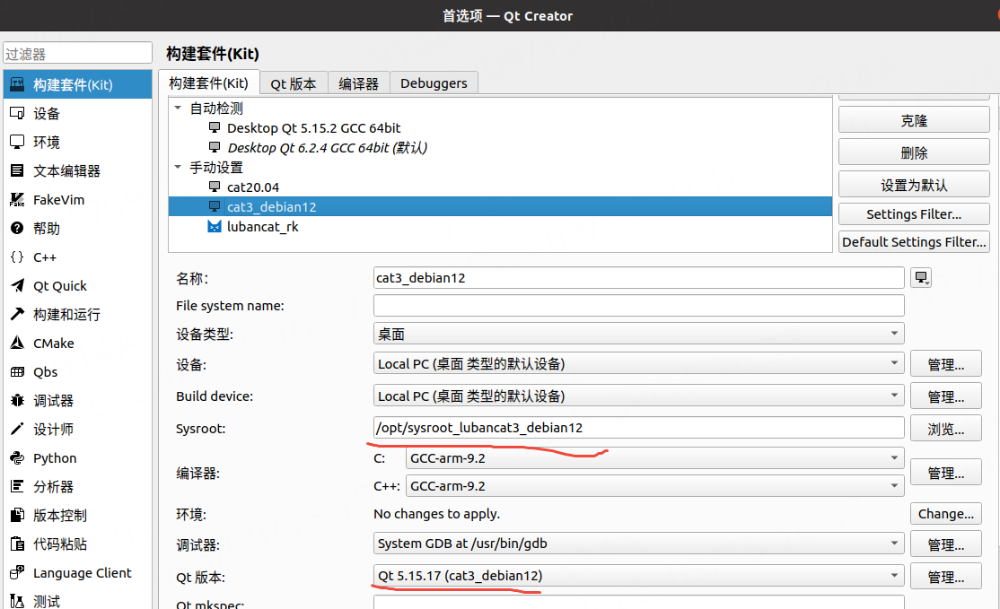 首选项 — Qt Creator
过滤器
构建套件(Kit)
设备
环境
文本编辑器
FakeVim
帮助
C++
Qt Quick
构建和运行
CMake
Qbs
调试器
设计师
Python
分析器
版本控制
代码粘贴
Language Client
测试
构建套件(Kit)
构建套件(Kit) Qt 版本 编译器 Debuggers
自动检测
Desktop Qt 5.15.2 GCC 64bit
Desktop Qt 6.2.4 GCC 64bit (默认)
手动设置
cat20.04
cat3_debian12
lubancat_rk
克隆
删除
设置为默认
Settings Filter...
Default Settings Filter...
名称:
cat3_debian12
File system name:
设备类型: 桌面
设备: Local PC (桌面 类型的默认设备) 管理...
Build device: Local PC (桌面 类型的默认设备) 管理...
Sysroot: /opt/sysroot_lubancat3_debian12 浏览...
编译器: C: GCC-arm-9.2
C++: GCC-arm-9.2 管理...
环境: No changes to apply. Change...
调试器: System GDB at /usr/bin/gdb 管理...
Qt 版本: Qt 5.15.17 (cat3_debian12) 管理...
Qt mkspec: